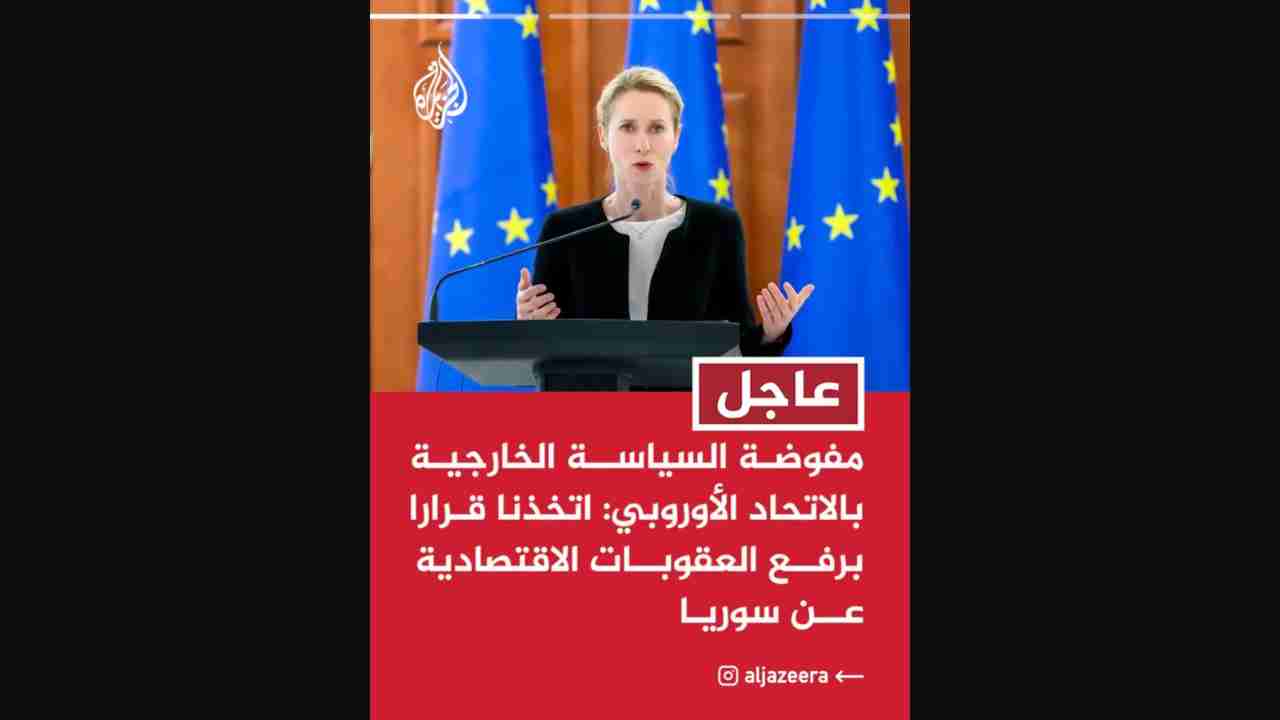 الجزيرة
عاجل
مفوضة السياسة الخارجية
بالاتحاد الأوروبي: اتخذنا قرارا
برفع العقوبات الاقتصادية
عن سوريا
aljazeera